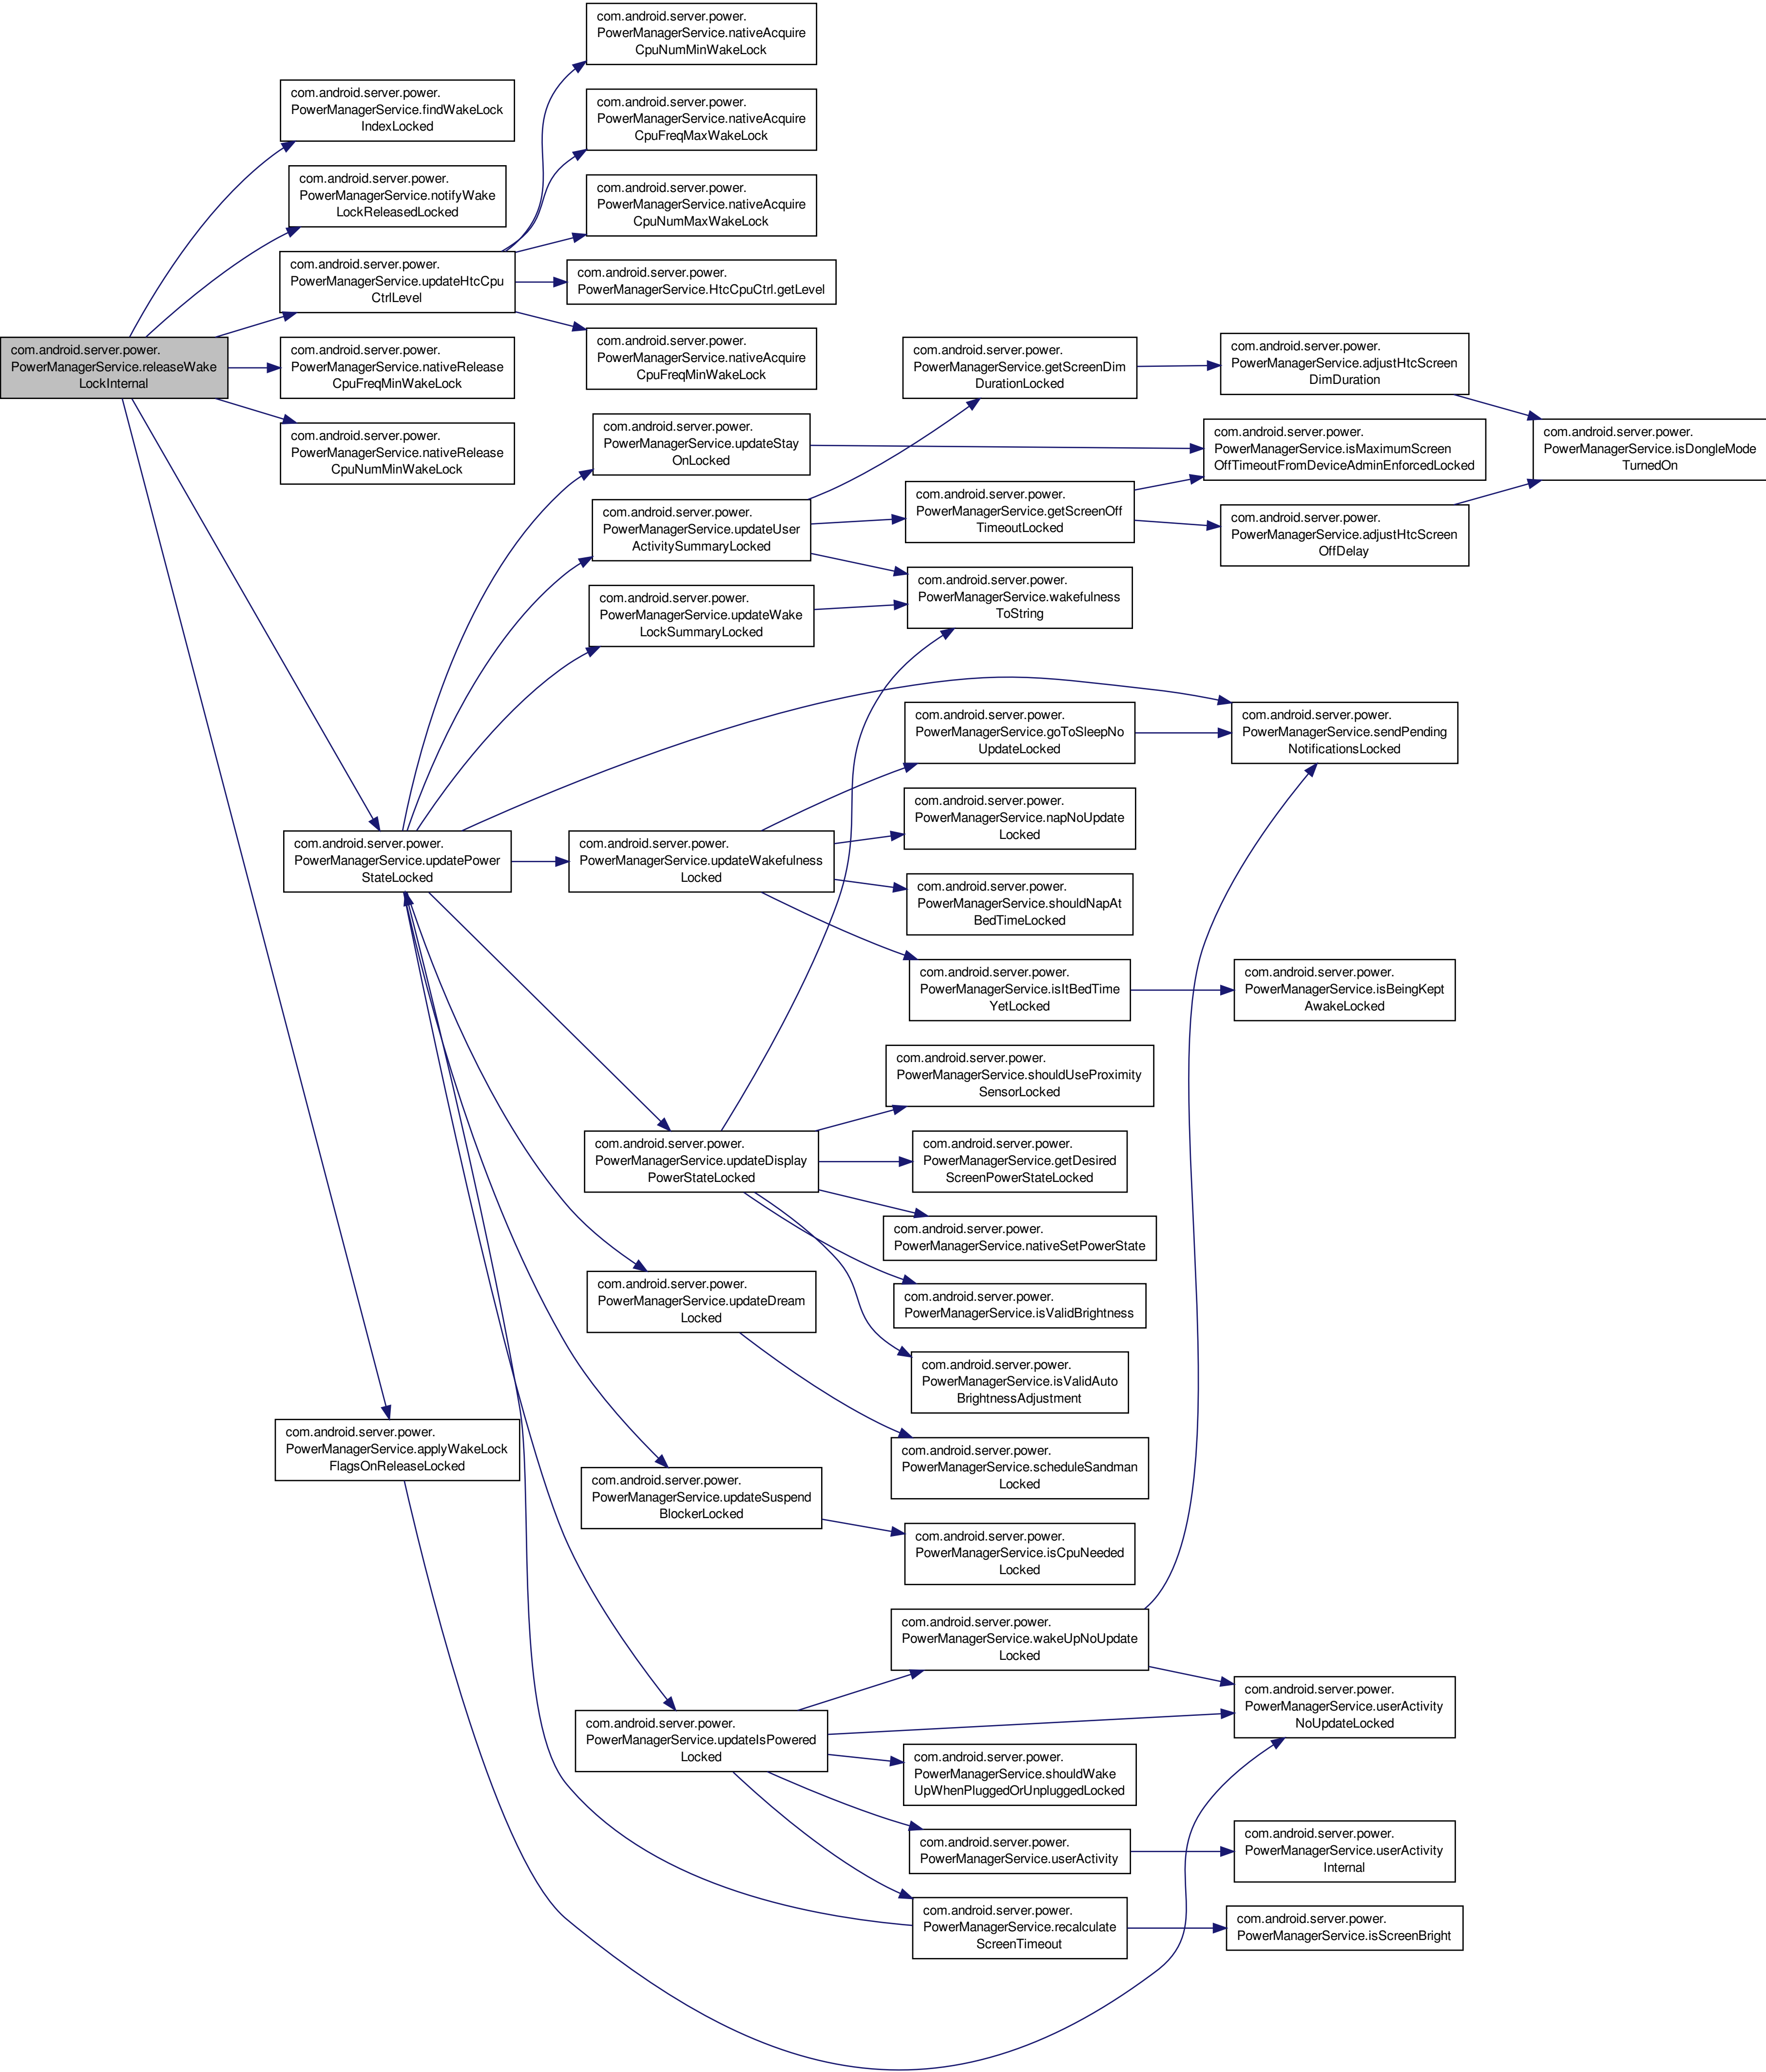 com.android.server.power.
PowerManagerService.nativeAcquire
CpuNumMinWakeLock
com.android.server.power.
PowerManagerService.findWakeLock
IndexLocked
com.android.server.power.
PowerManagerService.nativeAcquire
CpuFreqMaxWakeLock
com.android.server.power.
PowerManagerService.notifyWake
LockReleasedLocked
com.android.server.power.
PowerManagerService.nativeAcquire
CpuNumMaxWakeLock
com.android.server.power.
PowerManagerService.updateHtcCpu
CtrlLevel
com.android.server.power.
PowerManagerService.HtcCpuCtrl.getLevel
com.android.server.power.
PowerManagerService.nativeAcquire
CpuFreqMinWakeLock
com.android.server.power.
PowerManagerService.releaseWake
LockInternal
com.android.server.power.
PowerManagerService.nativeRelease
CpuFreqMinWakeLock
com.android.server.power.
PowerManagerService.nativeRelease
CpuNumMinWakeLock
com.android.server.power.
PowerManagerService.getScreenDim
DurationLocked
com.android.server.power.
PowerManagerService.adjustHtcScreen
DimDuration
com.android.server.power.
PowerManagerService.updateStay
OnLocked
com.android.server.power.
PowerManagerService.isMaximumScreen
OffTimeoutFromDeviceAdminEnforcedLocked
com.android.server.power.
PowerManagerService.isDongleMode
TurnedOn
com.android.server.power.
PowerManagerService.updateUser
ActivitySummaryLocked
com.android.server.power.
PowerManagerService.getScreenOff
TimeoutLocked
com.android.server.power.
PowerManagerService.adjustHtcScreen
OffDelay
com.android.server.power.
PowerManagerService.updateWake
LockSummaryLocked
com.android.server.power.
PowerManagerService.wakefulness
ToString
com.android.server.power.
PowerManagerService.goToSleepNo
UpdateLocked
com.android.server.power.
PowerManagerService.sendPending
NotificationsLocked
com.android.server.power.
PowerManagerService.napNoUpdate
Locked
com.android.server.power.
PowerManagerService.updatePower
StateLocked
com.android.server.power.
PowerManagerService.updateWakefulness
Locked
com.android.server.power.
PowerManagerService.shouldNapAt
BedTimeLocked
com.android.server.power.
PowerManagerService.isItBedTime
YetLocked
com.android.server.power.
PowerManagerService.isBeingKept
AwakeLocked
com.android.server.power.
PowerManagerService.shouldUseProximity
SensorLocked
com.android.server.power.
PowerManagerService.updateDisplay
PowerStateLocked
com.android.server.power.
PowerManagerService.getDesired
ScreenPowerStateLocked
com.android.server.power.
PowerManagerService.nativeSetPowerState
com.android.server.power.
PowerManagerService.updateDream
Locked
com.android.server.power.
PowerManagerService.isValidBrightness
com.android.server.power.
PowerManagerService.isValidAuto
BrightnessAdjustment
com.android.server.power.
PowerManagerService.applyWakeLock
FlagsOnReleaseLocked
com.android.server.power.
PowerManagerService.scheduleSandman
Locked
com.android.server.power.
PowerManagerService.updateSuspend
BlockerLocked
com.android.server.power.
PowerManagerService.isCpuNeeded
Locked
com.android.server.power.
PowerManagerService.wakeUpNoUpdate
Locked
com.android.server.power.
PowerManagerService.userActivity
NoUpdateLocked
com.android.server.power.
PowerManagerService.updateIsPowered
Locked
com.android.server.power.
PowerManagerService.shouldWake
UpWhenPluggedOrUnpluggedLocked
com.android.server.power.
PowerManagerService.userActivity
com.android.server.power.
PowerManagerService.userActivity
Internal
com.android.server.power.
PowerManagerService.recalculate
ScreenTimeout
com.android.server.power.
PowerManagerService.isScreenBright